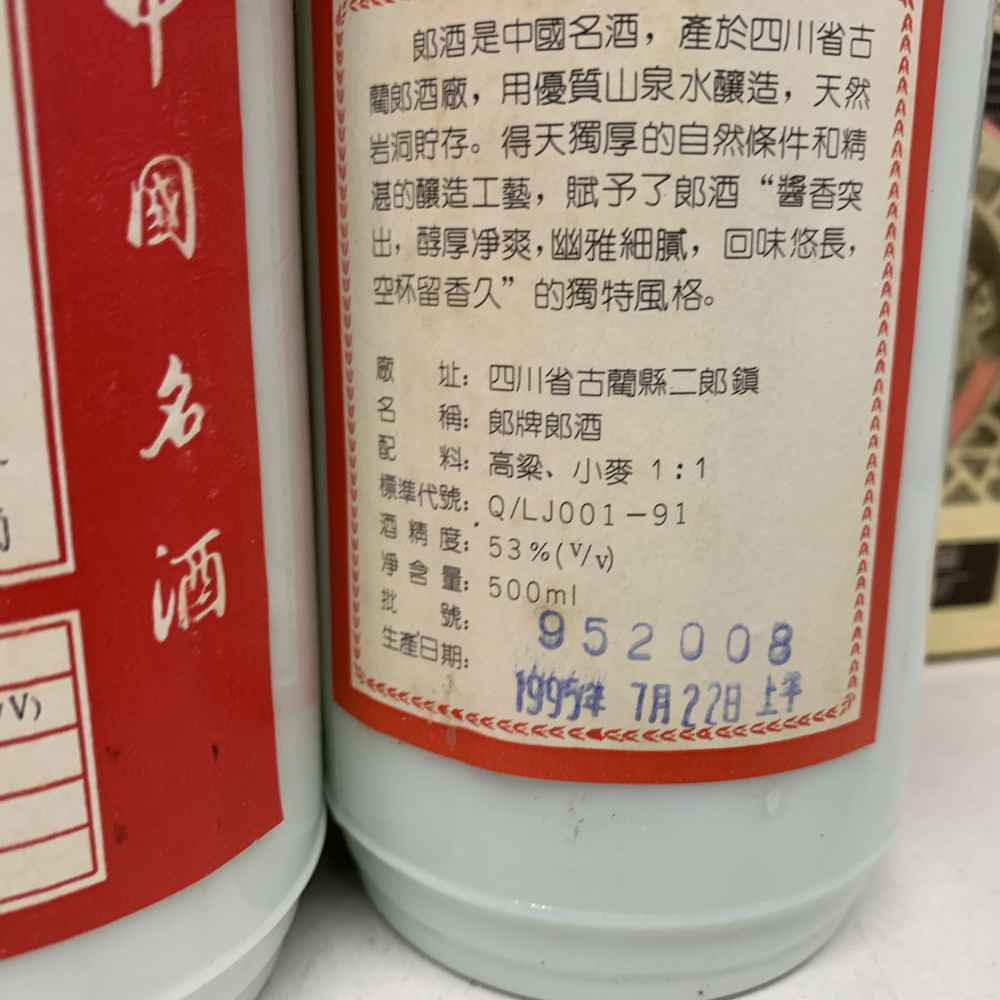 中
國
名
酒
V)
郎酒是中國名酒，產於四川省古
藺郎酒廠，用優質山泉水釀造，天然
岩洞貯存。得天獨厚的自然條件和精
湛的釀造工藝，賦予了郎酒“醬香突
出，醇厚凈爽，幽雅細膩，回味悠長，
空杯留香久”的獨特風格。
廠 址：四川省古藺縣二郎鎮
名 稱：郎牌郎酒
配 料：高粱、小麥 1:1
標準代號：Q/LJ001－91
酒精度：53%(V/v)
凈含量：500ml
批 號：952008
生產日期：1995年 7月22日 上半